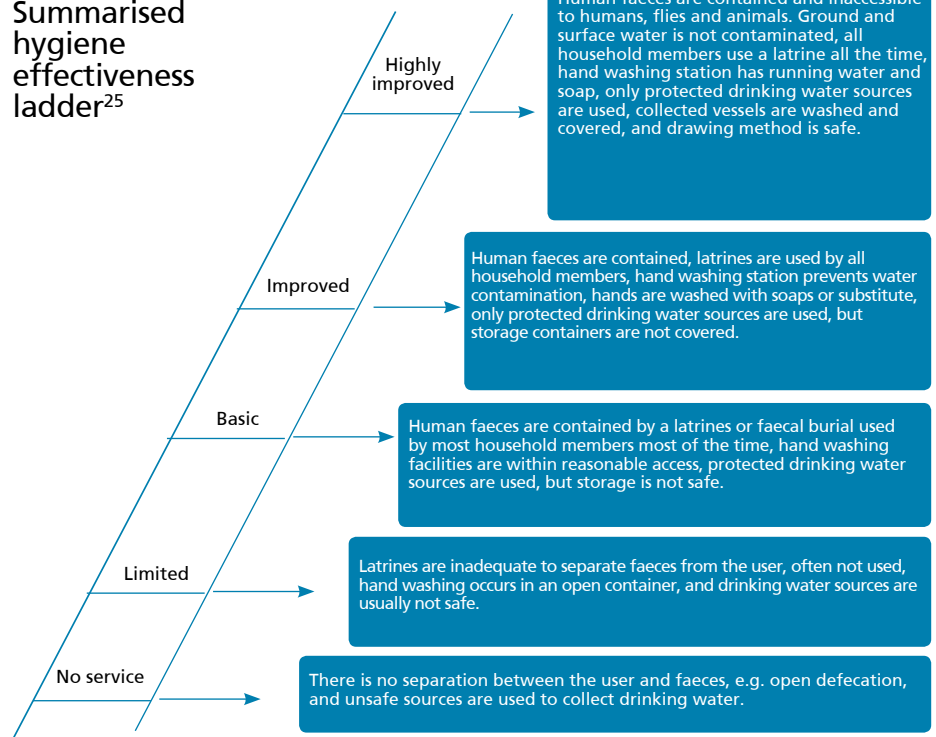 Summarised
hygiene
effectiveness
ladder25
Highly
improved
Human faeces are contained and inaccessible
to humans, flies and animals. Ground and
surface water is not contaminated, all
household members use a latrine all the time,
hand washing station has running water and
soap, only protected drinking water sources
are used, collected vessels are washed and
covered, and drawing method is safe.
Improved
Human faeces are contained, latrines are used by all
household members, hand washing station prevents water
contamination, hands are washed with soaps or substitute,
only protected drinking water sources are used, but
storage containers are not covered.
Basic
Human faeces are contained by a latrines or faecal burial used
by most household members most of the time, hand washing
facilities are within reasonable access, protected drinking water
sources are used, but storage is not safe.
Limited
Latrines are inadequate to separate faeces from the user, often not used,
hand washing occurs in an open container, and drinking water sources are
usually not safe.
No service
There is no separation between the user and faeces, e.g. open defecation,
and unsafe sources are used to collect drinking water.